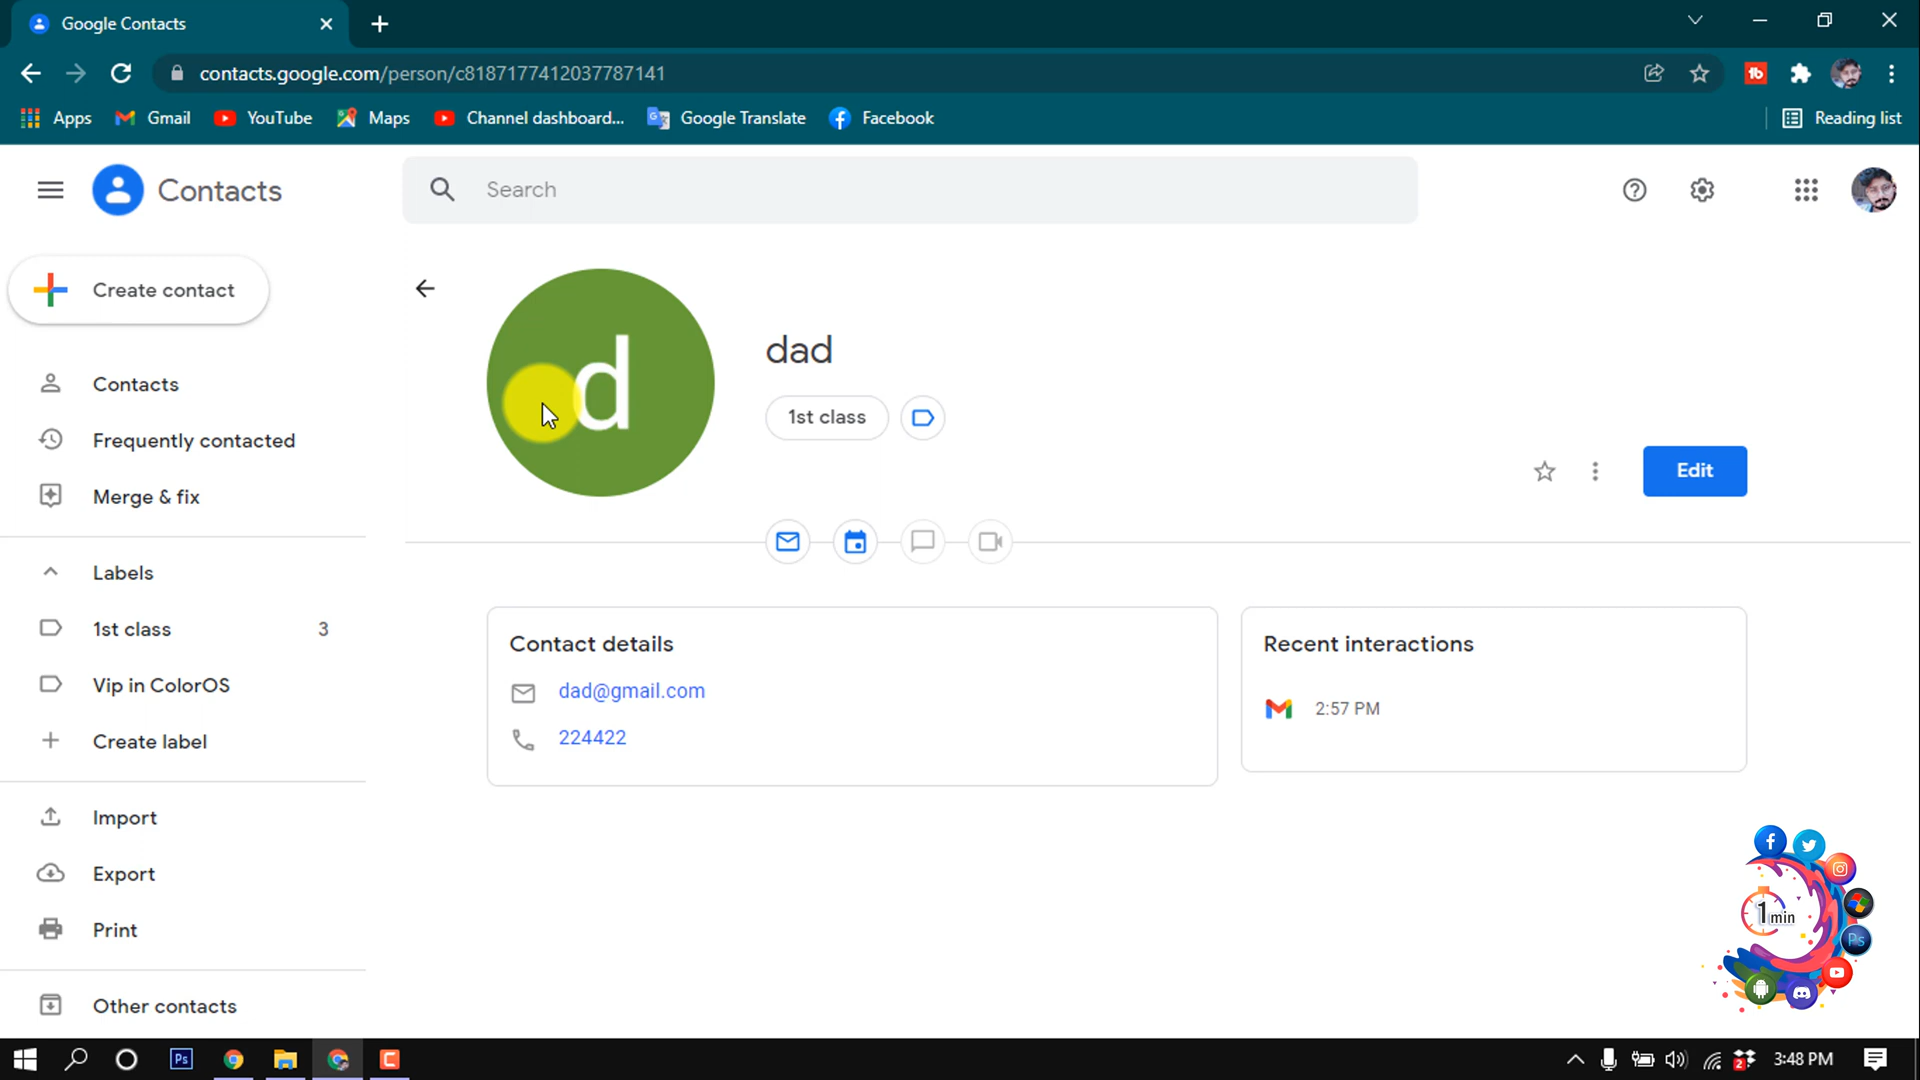 Google Contacts
contacts.google.com/person/c8187177412037787141
Apps Gmail YouTube Maps Channel dashboard... Google Translate Facebook Reading list
Contacts
Search
Create contact
Contacts
Frequently contacted
Merge & fix
Labels
1st class 3
Vip in ColorOS
Create label
Import
Export
Print
Other contacts
d
dad
1st class
Edit
Contact details
dad@gmail.com
224422
Recent interactions
2:57 PM
1 min
Ps
Ps
C
2
3:48 PM